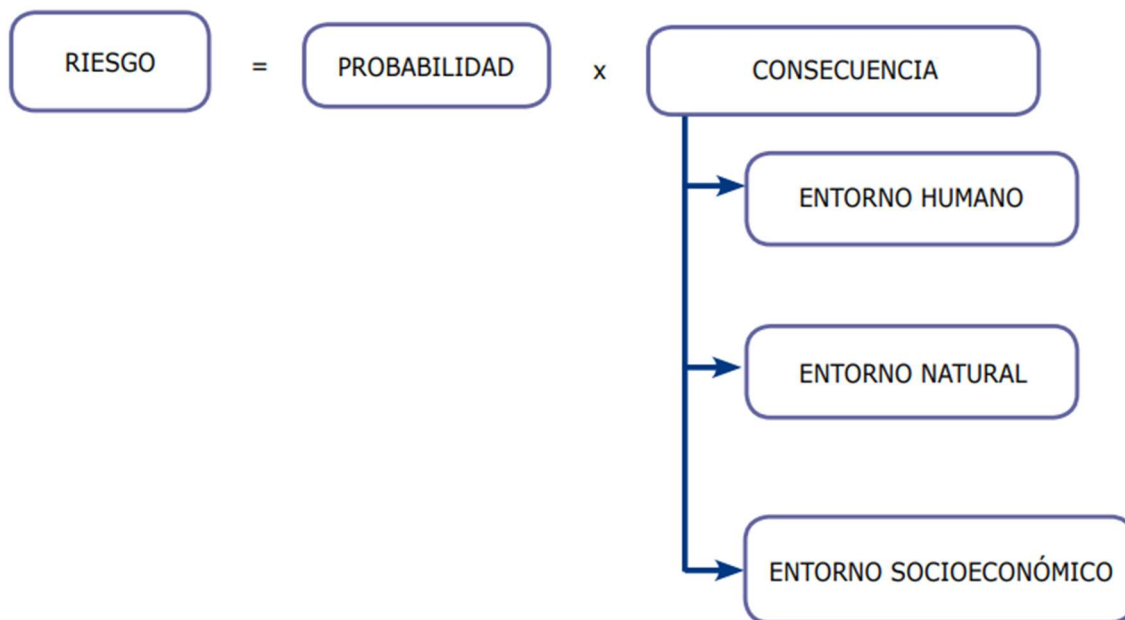 RIESGO = PROBABILIDAD x CONSECUENCIA
ENTORNO HUMANO
ENTORNO NATURAL
ENTORNO SOCIOECONÓMICO